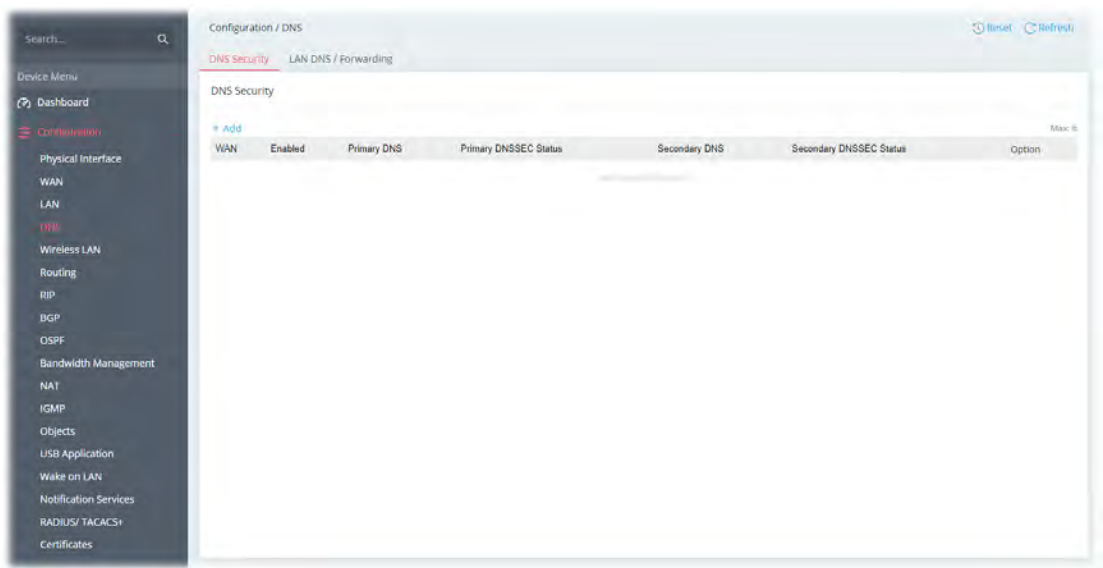 Search...
Device Menu
Dashboard
Configuration
Physical Interface
WAN
LAN
DNS
Wireless LAN
Routing
RIP
BGP
OSPF
Bandwidth Management
NAT
IGMP
Objects
USB Application
Wake on LAN
Notification Services
RADIUS/ TACACS+
Certificates
Configuration / DNS
Reset Refresh
DNS Security LAN DNS / Forwarding
DNS Security
+ Add
Max:
WAN Enabled Primary DNS Primary DNSSEC Status Secondary DNS Secondary DNSSEC Status Option